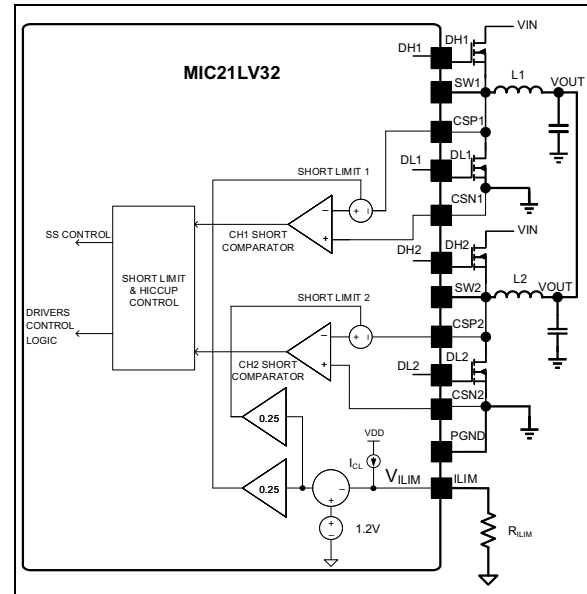 VIN
DH1
DH1
MIC21LV32
SW1
L1
VOUT
CSP1
SHORT LIMIT 1
DL1
DL1
CSN1
CH1 SHORT
COMPARATOR
VIN
SS CONTROL
DH2
DH2
SHORT LIMIT
& HICCUP
CONTROL
SHORT LIMIT 2
SW2
L2
VOUT
DRIVERS
CONTROL
LOGIC
CSP2
CH2 SHORT
COMPARATOR
DL2
DL2
CSN2
0.25
VDD
PGND
ICL
VILIM
ILIM
0.25
1.2V
RILIM